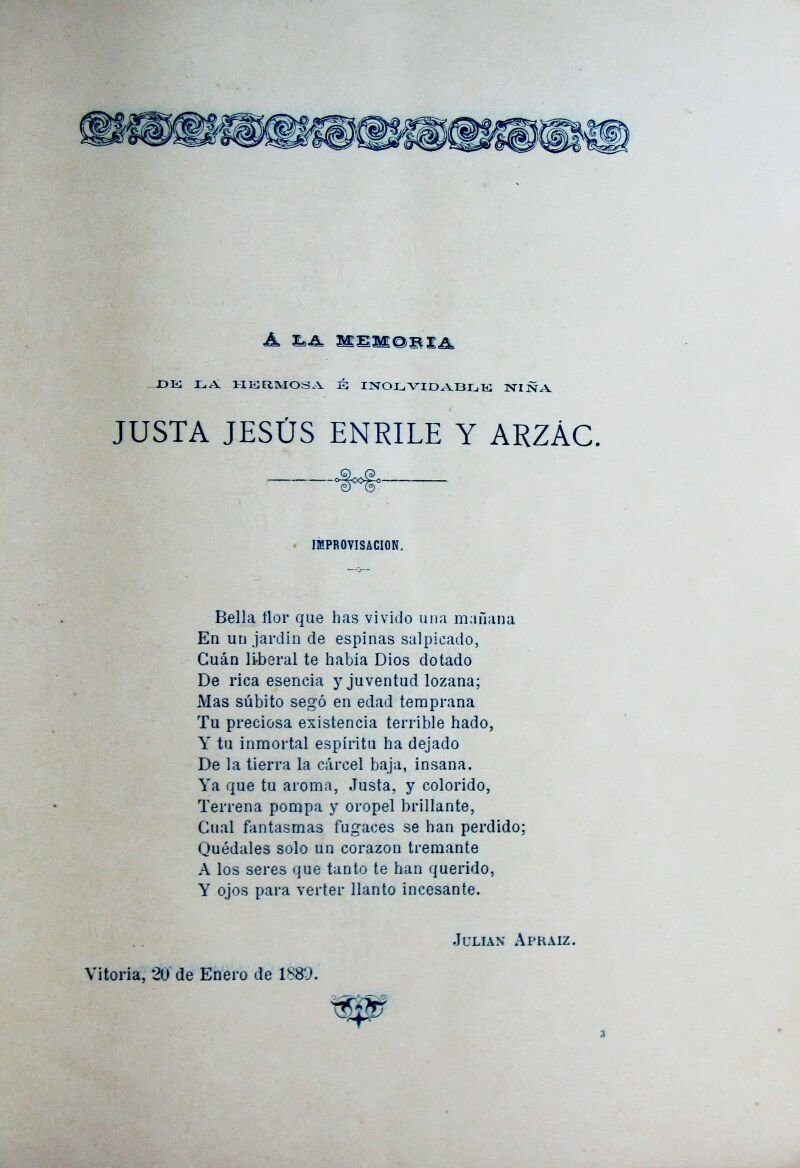 Á LA MEMORIA
DE LA HERMOSA É INOLVIDABLE NIÑA
JUSTA JESÚS ENRILE Y ARZÁC.
IMPROVISACION.
Bella flor que has vivido una mañana
En un jardin de espinas salpicado,
Cuán liberal te habia Dios dotado
De rica esencia y juventud lozana;
Mas súbito segó en edad temprana
Tu preciosa existencia terrible hado,
Y tu inmortal espíritu ha dejado
De la tierra la cárcel baja, insana.
Ya que tu aroma, Justa, y colorido,
Terrena pompa y oropel brillante,
Cual fantasmas fugaces se han perdido;
Quédales solo un corazon tremante
A los seres que tanto te han querido,
Y ojos para verter llanto incesante.
JULIAN APRAIZ.
Vitoria, 20 de Enero de 1889.
3